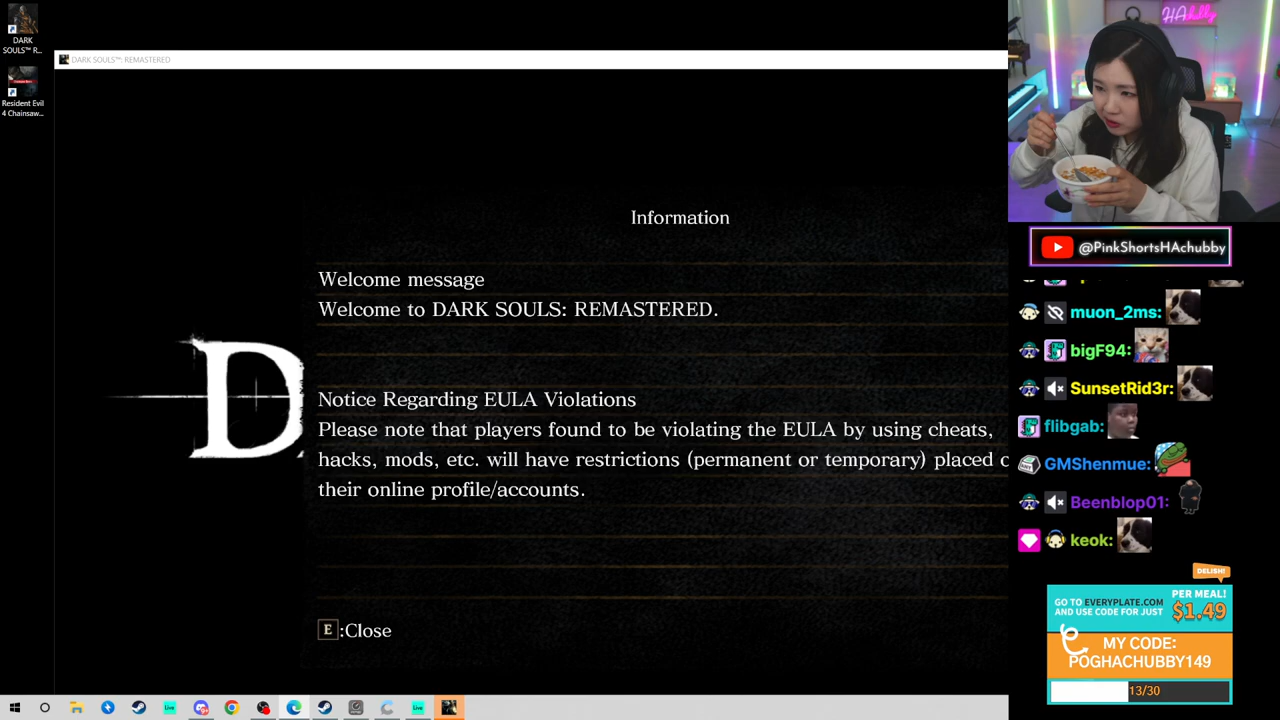 DARK
SOULS™ R...
Resident Evil
4 Chainsaw...
DARK SOULS™: REMASTERED
Information
Welcome message
Welcome to DARK SOULS: REMASTERED.
Notice Regarding EULA Violations
Please note that players found to be violating the EULA by using cheats,
hacks, mods, etc. will have restrictions (permanent or temporary) placed o
their online profile/accounts.
E:Close
D
HAchubby
@PinkShortsHAchubby
muon_2ms:
bigF94:
SunsetRid3r:
flibgab:
GMShenmue:
Beenblop01:
keok:
DELISH!
GO TO EVERYPLATE.COM
AND USE CODE FOR JUST
PER MEAL!
$1.49
MY CODE:
POGHACHUBBY149
13/30
Live
Live